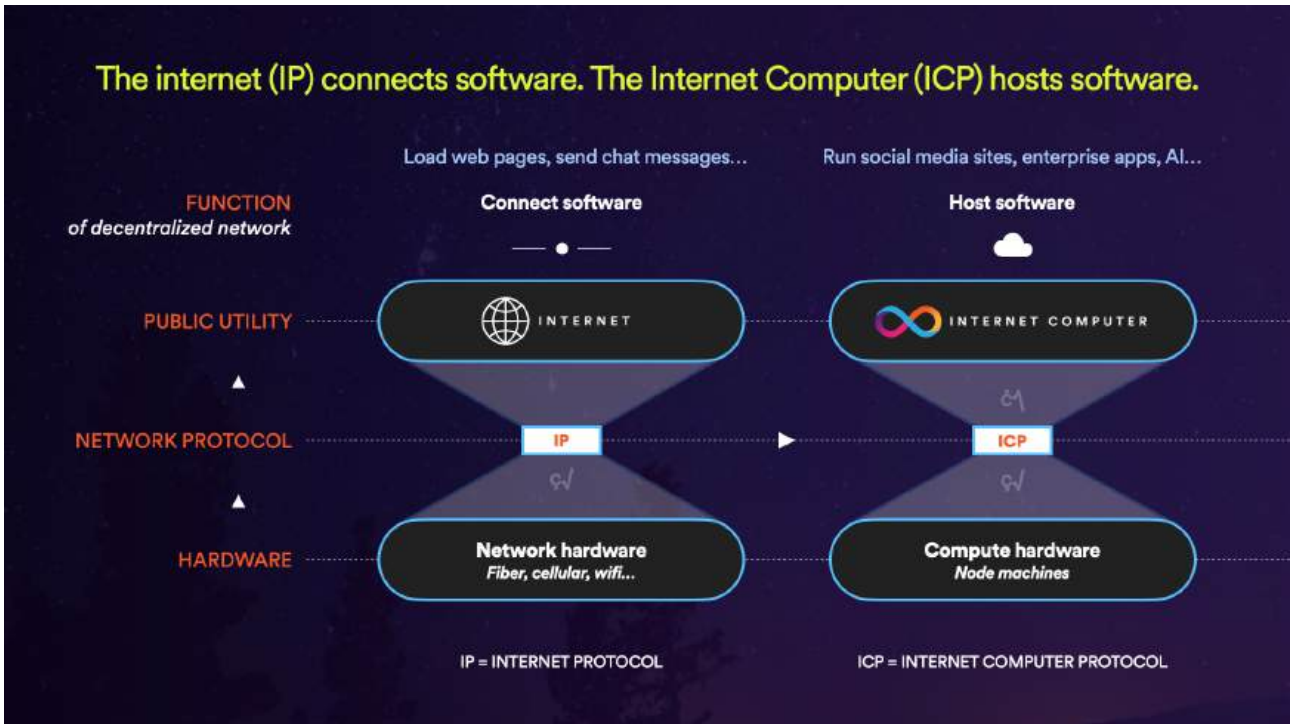 The internet (IP) connects software. The Internet Computer (ICP) hosts software.
Load web pages, send chat messages...
Run social media sites, enterprise apps, AI...
FUNCTION
of decentralized network
Connect software
Host software
PUBLIC UTILITY
INTERNET
INTERNET COMPUTER
NETWORK PROTOCOL
IP
ICP
HARDWARE
Network hardware
Fiber, cellular, wifi...
Compute hardware
Node machines
IP = INTERNET PROTOCOL
ICP = INTERNET COMPUTER PROTOCOL